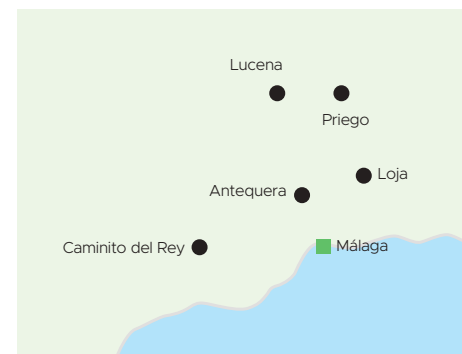 Lucena
Priego
Loja
Antequera
Caminito del Rey
Málaga